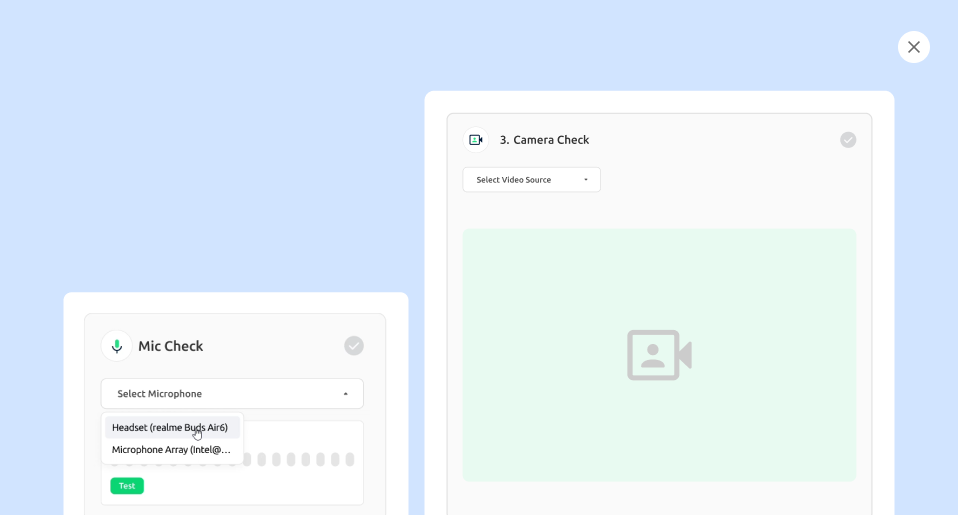 3. Camera Check
Select Video Source
Mic Check
Select Microphone
Headset (realme Buds Air6)
Microphone Array (Intel@...
Test